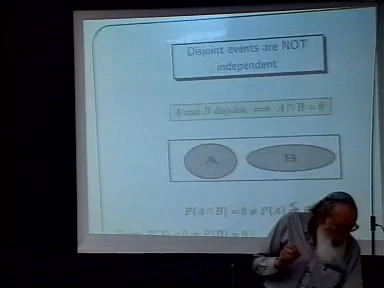 Disjoint events are NOT
independent
A and B disjoint ⟺ A ∩ B = ∅
A
B
P(A ∩ B) = 0 ≠ P(A)